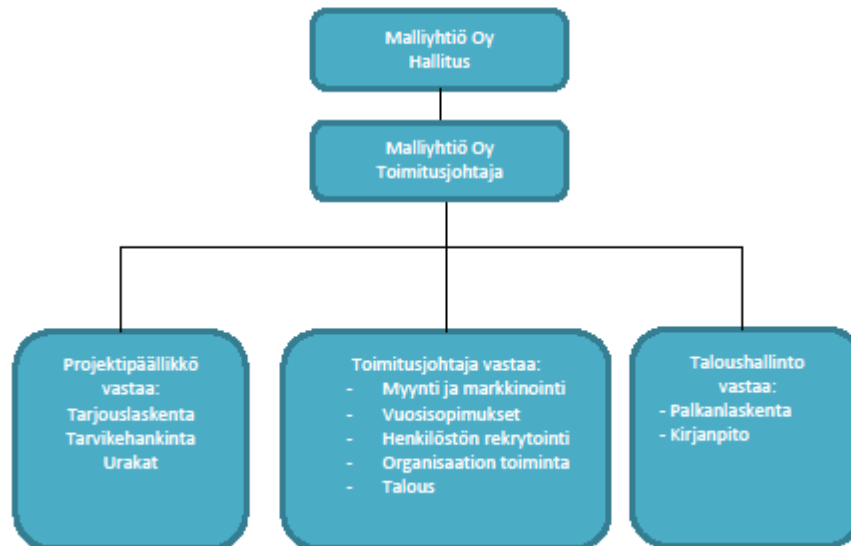 Malliyhtiö Oy
Hallitus
Malliyhtiö Oy
Toimitusjohtaja
Projektipäällikkö
vastaa:
Tarjouslaskenta
Tarvikehankinta
Urakat
Toimitusjohtaja vastaa:
- Myynti ja markkinointi
- Vuosisopimukset
- Henkilöstön rekrytointi
- Organisaation toiminta
- Talous
Taloushallinto
vastaa:
- Palkanlaskenta
- Kirjanpito